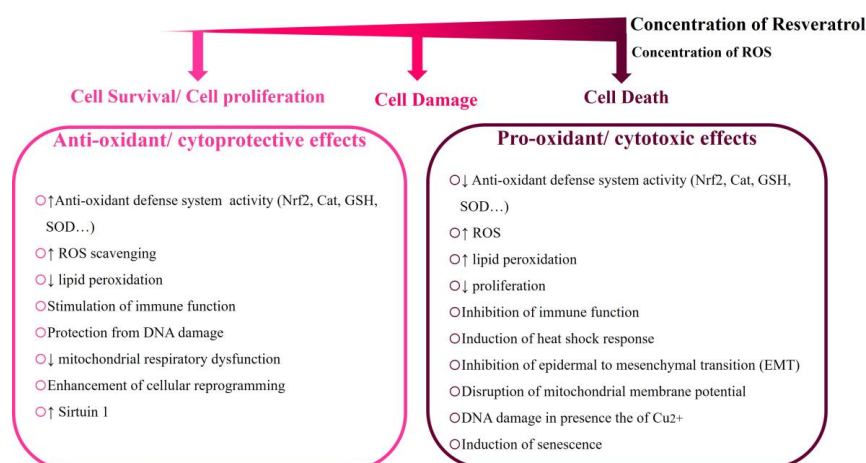 Concentration of Resveratrol
Concentration of ROS
Cell Survival/ Cell proliferation
Cell Damage
Cell Death
Anti-oxidant/ cytoprotective effects
↑Anti-oxidant defense system activity (Nrf2, Cat, GSH,
SOD…)
↑ ROS scavenging
↓ lipid peroxidation
Stimulation of immune function
Protection from DNA damage
↓ mitochondrial respiratory dysfunction
Enhancement of cellular reprogramming
↑ Sirtuin 1
Pro-oxidant/ cytotoxic effects
↓ Anti-oxidant defense system activity (Nrf2, Cat, GSH,
SOD…)
↑ ROS
↑ lipid peroxidation
↓ proliferation
Inhibition of immune function
Induction of heat shock response
Inhibition of epidermal to mesenchymal transition (EMT)
Disruption of mitochondrial membrane potential
DNA damage in presence the of Cu2+
Induction of senescence